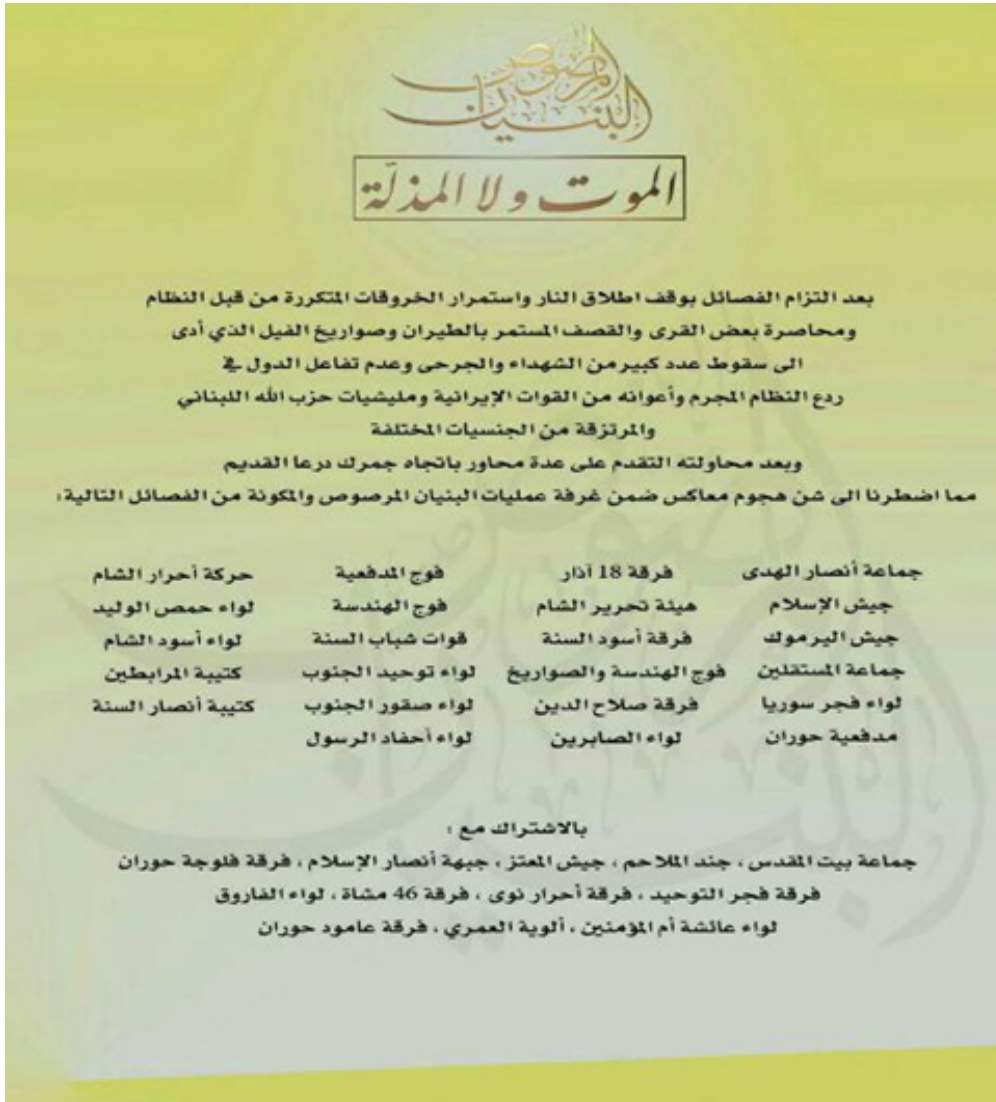 البنيان المرصوص
الموت ولا المذلّة
بعد التزام الفصائل بوقف اطلاق النار واستمرار الخروقات المتكررة من قبل النظام
ومحاصرة بعض القرى والقصف المستمر بالطيران وصواريخ الفيل الذي أدى
الى سقوط عدد كبير من الشهداء والجرحى وعدم تفاعل الدول في
ردع النظام المجرم وأعوانه من القوات الإيرانية ومليشيات حزب الله اللبناني
والمرتزقة من الجنسيات المختلفة
وبعد محاولته التقدم على عدة محاور باتجاه جمرك درعا القديم
مما اضطرنا الى شن هجوم معاكس ضمن غرفة عمليات البنيان المرصوص والمكونة من الفصائل التالية:
جماعة أنصار الهدى فرقة 18 آذار فوج المدفعية حركة أحرار الشام
جيش الإسلام هيئة تحرير الشام فوج الهندسة لواء حمص الوليد
جيش اليرموك فرقة أسود السنة قوات شباب السنة لواء أسود الشام
جماعة المستقلين فوج الهندسة والصواريخ لواء توحيد الجنوب كتيبة المرابطين
لواء فجر سوريا فرقة صلاح الدين لواء صقور الجنوب كتيبة أنصار السنة
مدفعية حوران لواء الصابرين لواء أحفاد الرسول
بالاشتراك مع :
جماعة بيت المقدس ، جند الملاحم ، جيش المعتز ، جبهة أنصار الإسلام ، فرقة فلوجة حوران
فرقة فجر التوحيد ، فرقة أحرار نوى ، فرقة 46 مشاة ، لواء الفاروق
لواء عائشة أم المؤمنين ، ألوية العمري ، فرقة عامود حوران